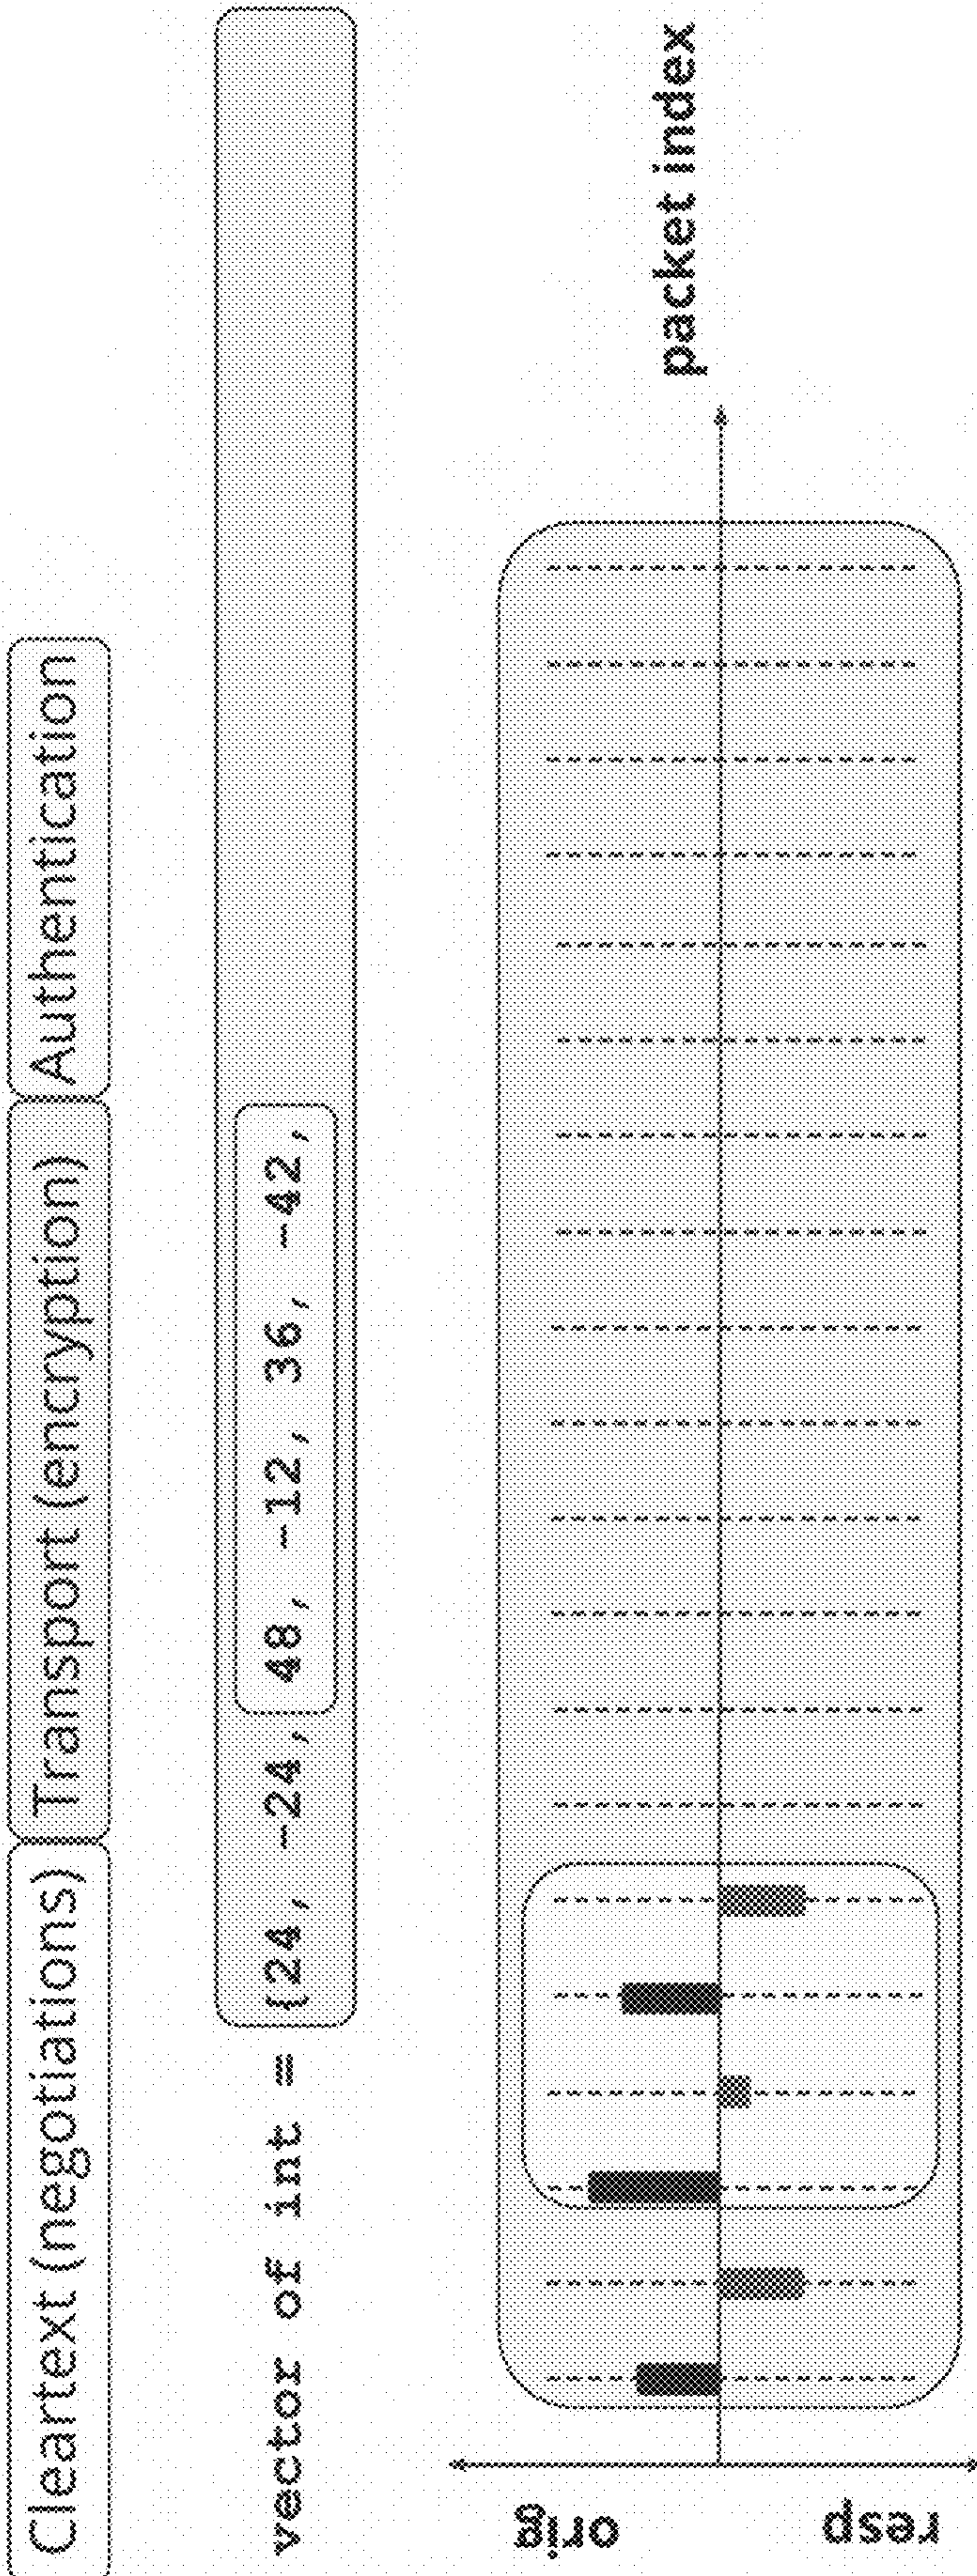 Cleartext (negotiations) Transport (encryption) Authentication
vector of int = {24, -24, 48, -12, 36, -42,
orig
resp
packet index